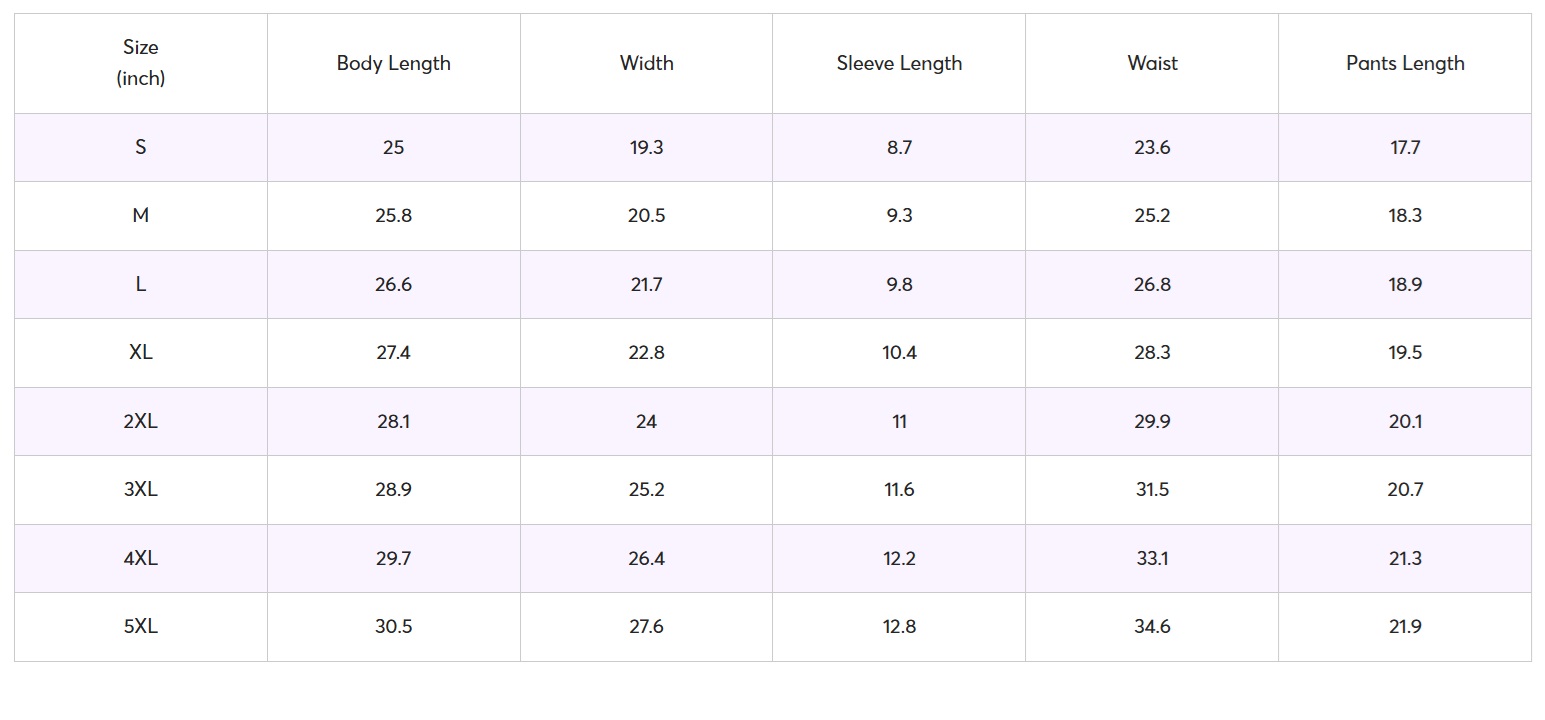 Size
(inch)
Body Length Width Sleeve Length Waist Pants Length
S 25 19.3 8.7 23.6 17.7
M 25.8 20.5 9.3 25.2 18.3
L 26.6 21.7 9.8 26.8 18.9
XL 27.4 22.8 10.4 28.3 19.5
2XL 28.1 24 11 29.9 20.1
3XL 28.9 25.2 11.6 31.5 20.7
4XL 29.7 26.4 12.2 33.1 21.3
5XL 30.5 27.6 12.8 34.6 21.9